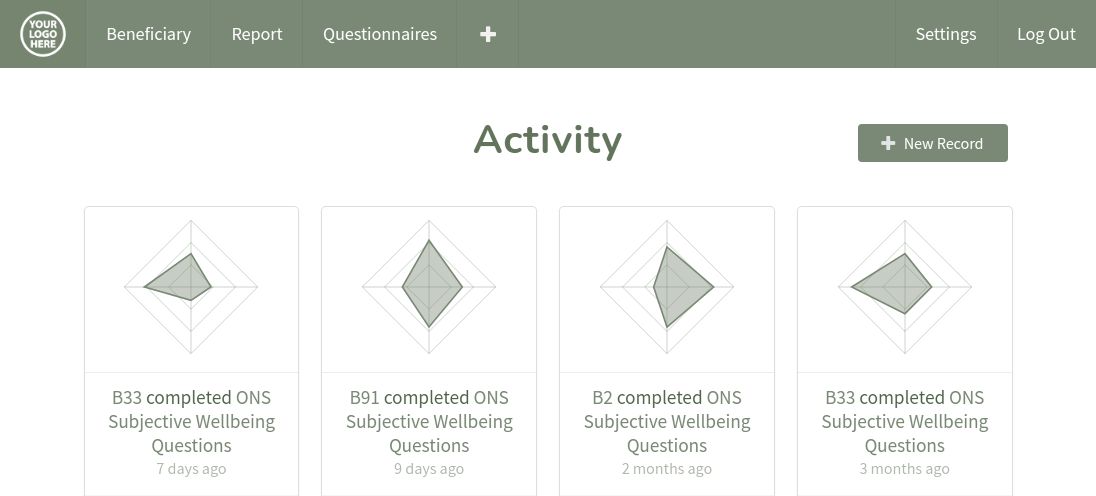 YOUR
LOGO
HERE
Beneficiary
Report
Questionnaires
Settings
Log Out
Activity
New Record
B33 completed ONS
Subjective Wellbeing
Questions
7 days ago
B91 completed ONS
Subjective Wellbeing
Questions
9 days ago
B2 completed ONS
Subjective Wellbeing
Questions
2 months ago
B33 completed ONS
Subjective Wellbeing
Questions
3 months ago